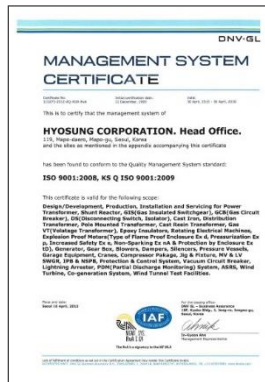 DNV·GL
MANAGEMENT SYSTEM
CERTIFICATE
This is to certify that the management system of
HYOSUNG CORPORATION. Head Office.
119, Mapo-daero, Mapo-gu, Seoul, Korea
and the sites as mentioned in the appendix accompanying this certificate
has been found to conform to the Quality Management System standard:
ISO 9001:2008, KS Q ISO 9001:2009
This certificate is valid for the following scope:
Design/Development, Production, Installation and Servicing for Power
Transformer, Shunt Reactor, GIS(Gas Insulated Switchgear), GCB(Gas Circuit
Breaker), DS(Disconnecting Switch, Isolator), Cast Iron, Distribution
Transformer, Pole Mounted Transformer, Cast Resin Transformer, Gas
VT(Voltage Transformer), Epoxy Insulators, Rotating Electrical Machines,
Explosion Proof Motors(Type of Flame Proof Enclosure Ex d, Pressurization Ex
p, Increased Safety Ex e, Non-Sparking Ex nA & Protection by Enclosure Ex
tD), Generator, Gear Box, Blowers, Dampers, Silencers, Pressure Vessels,
Garage Equipment, Cranes, Compressor Pakage, Jig & Fixture, MV & LV
SWGR, IPB & NSPB, Protection & Control System, Vacuum Circuit Breaker,
Lightning Arrestor, PDM(Partial Discharge Monitoring) System, ASRS, Wind
Turbine, Co-generation System, Wind Tunnel Test Facilities.
IAF